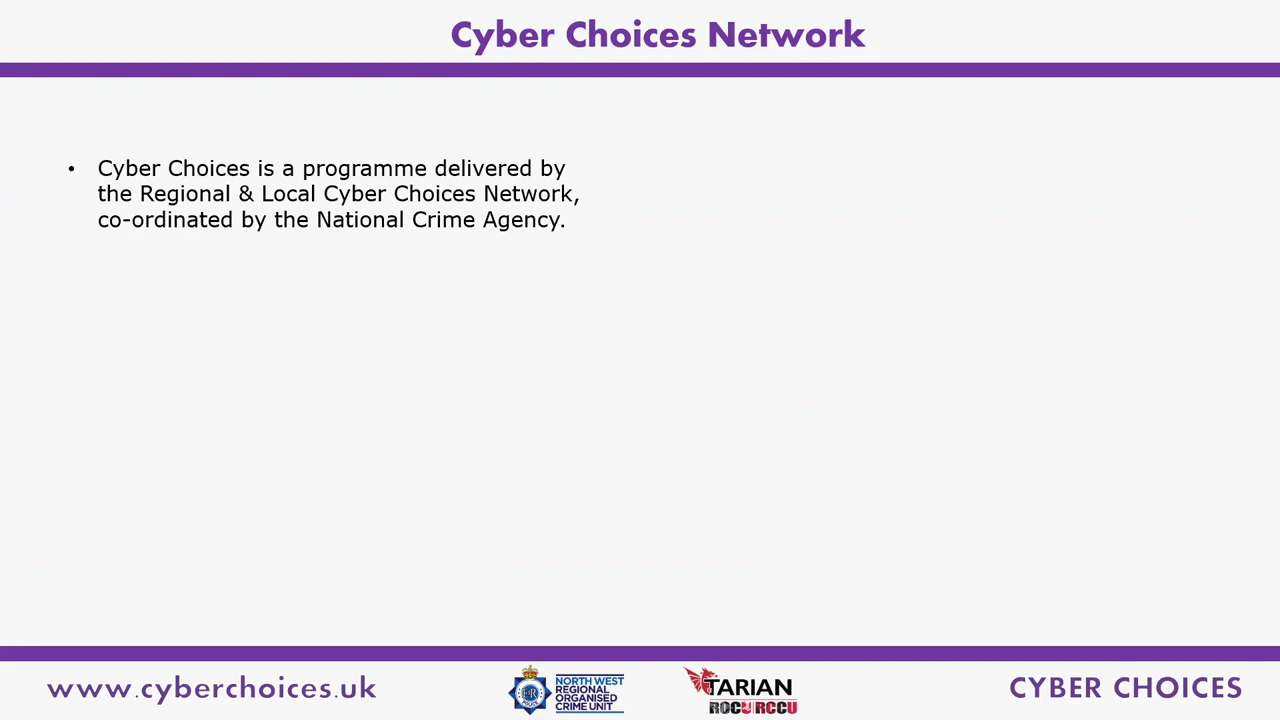 Cyber Choices Network
• Cyber Choices is a programme delivered by
the Regional & Local Cyber Choices Network,
co-ordinated by the National Crime Agency.
www.cyberchoices.uk
E R
POLICE
NORTH WEST
REGIONAL
ORGANISED
CRIME UNIT
TARIAN
ROCU RCCU
CYBER CHOICES